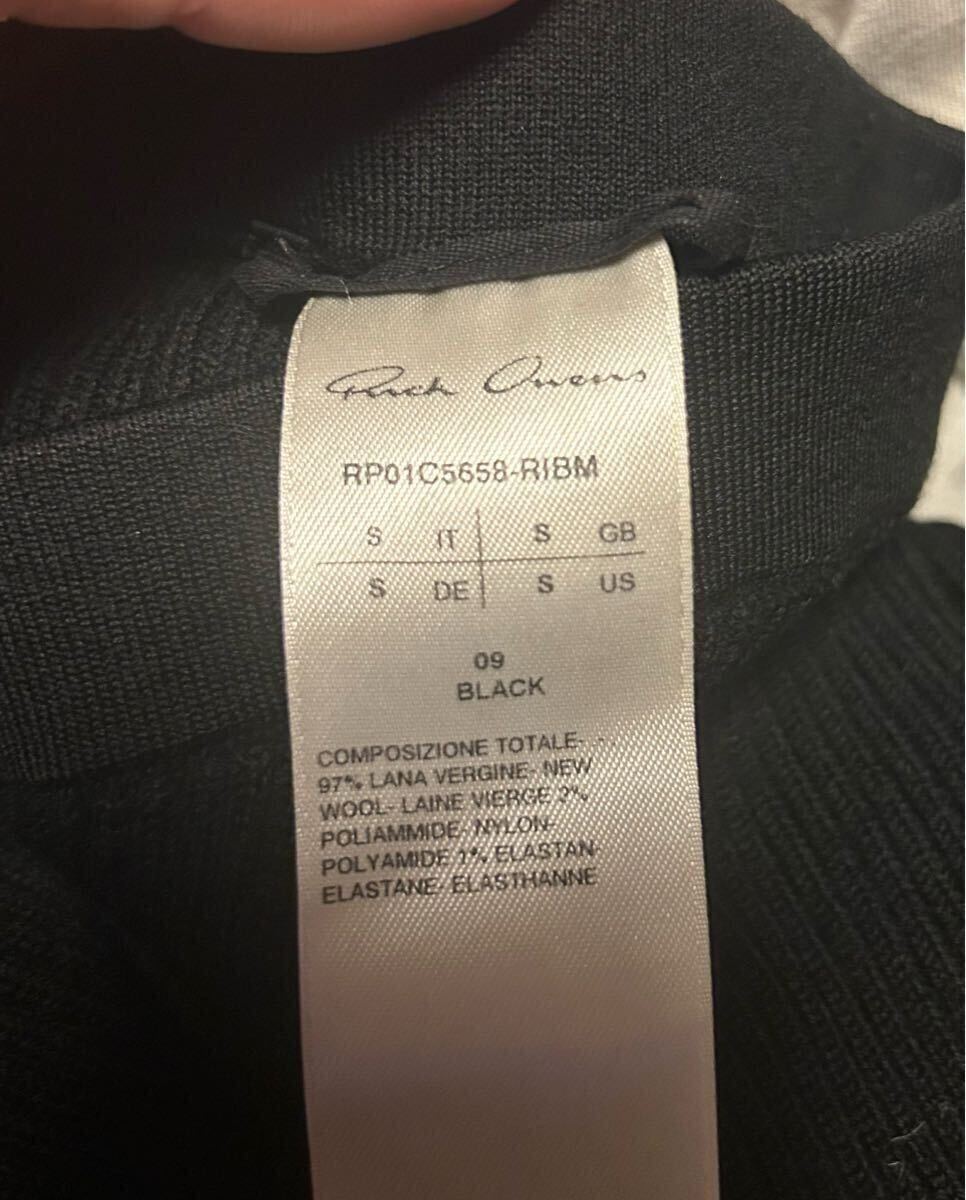 Rick Owens
RP01C5658-RIBM
S IT S GB
S DE S US
09
BLACK
COMPOSIZIONE TOTALE- -
97% LANA VERGINE- NEW
WOOL- LAINE VIERGE 2%
POLIAMMIDE- NYLON-
POLYAMIDE 1% ELASTAN
ELASTANE- ELASTHANNE